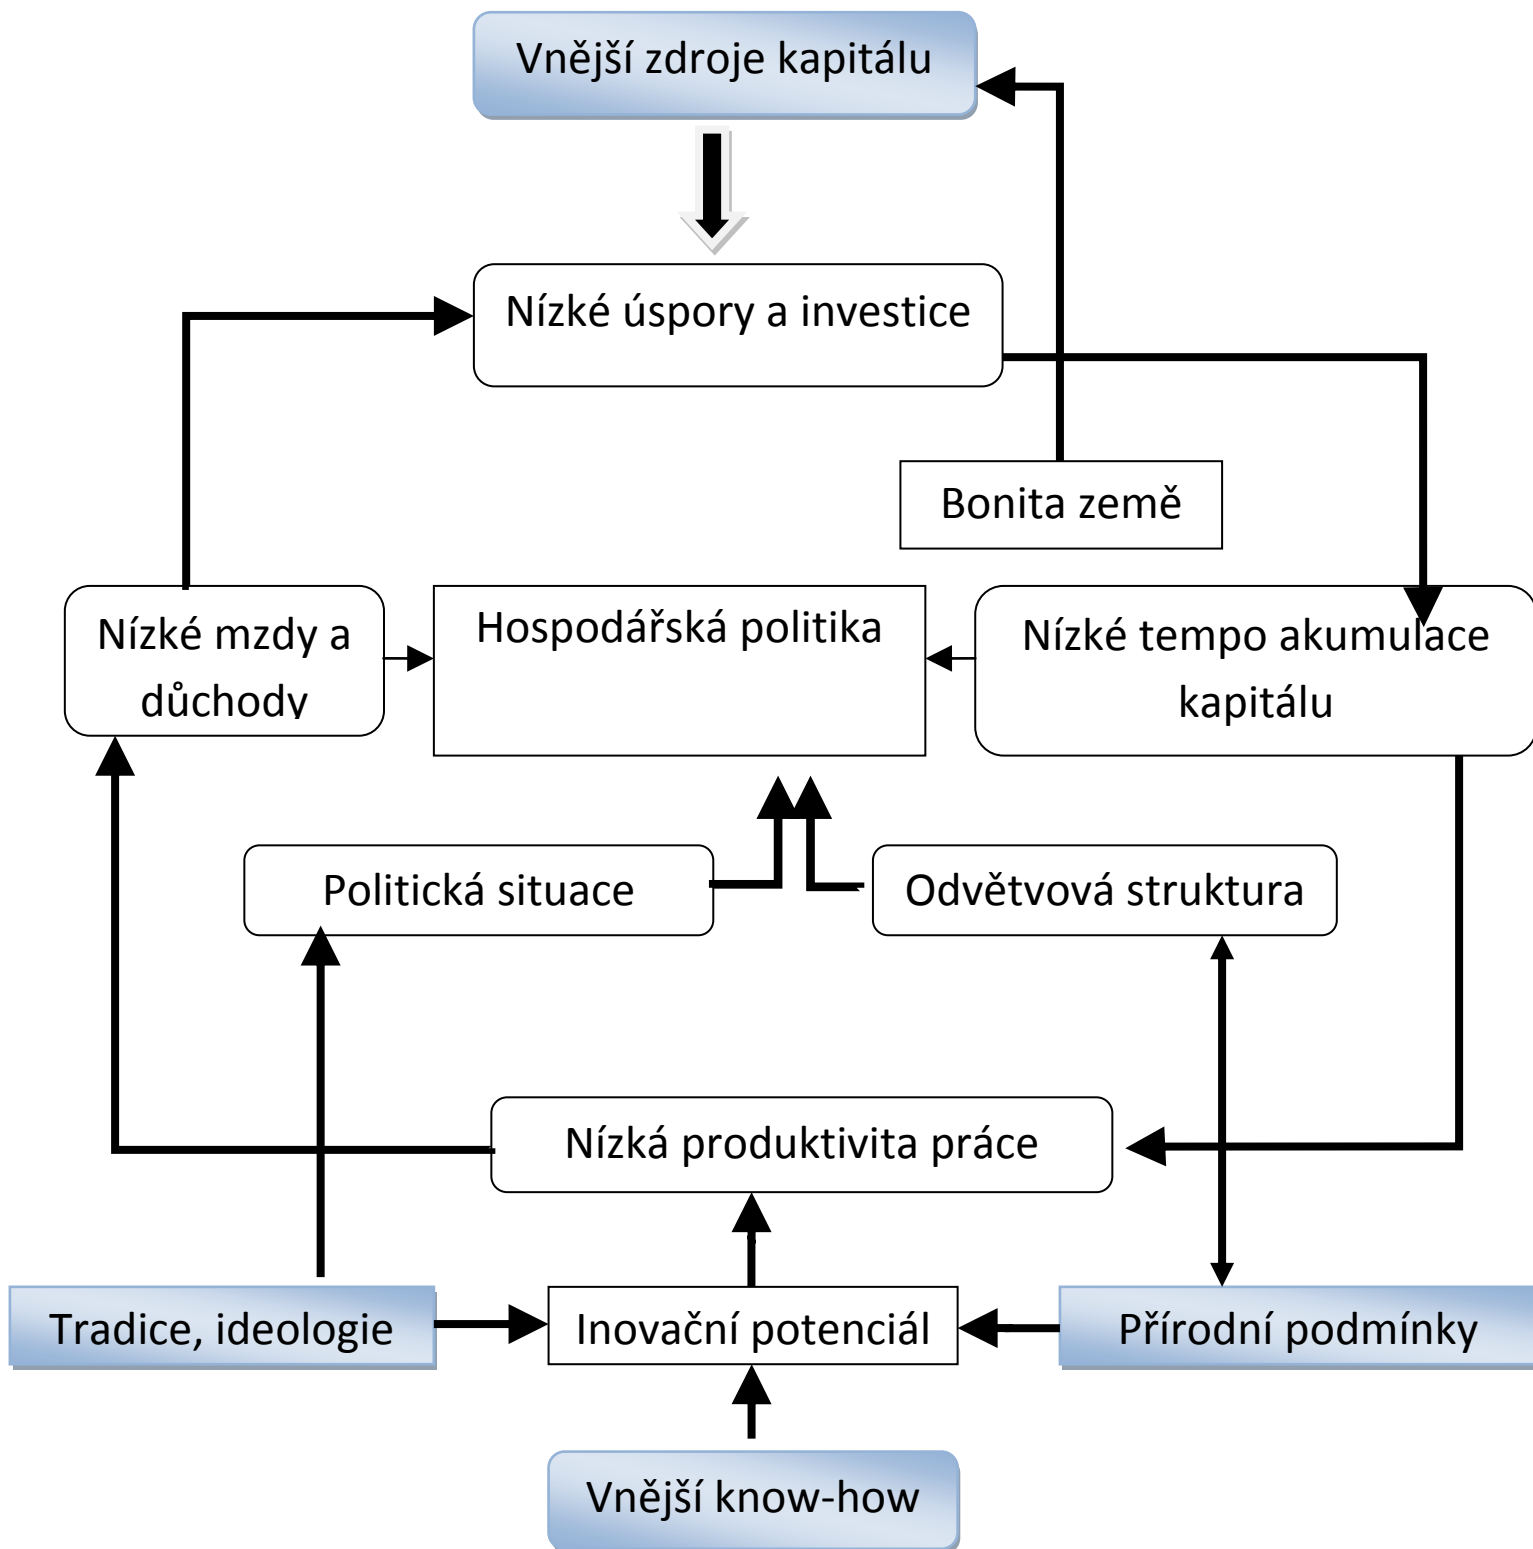 Vnější zdroje kapitálu
Nízké úspory a investice
Bonita země
Nízké mzdy a
důchody
Hospodářská politika
Nízké tempo akumulace
kapitálu
Politická situace
Odvětvová struktura
Nízká produktivita práce
Tradice, ideologie
Inovační potenciál
Přírodní podmínky
Vnější know-how